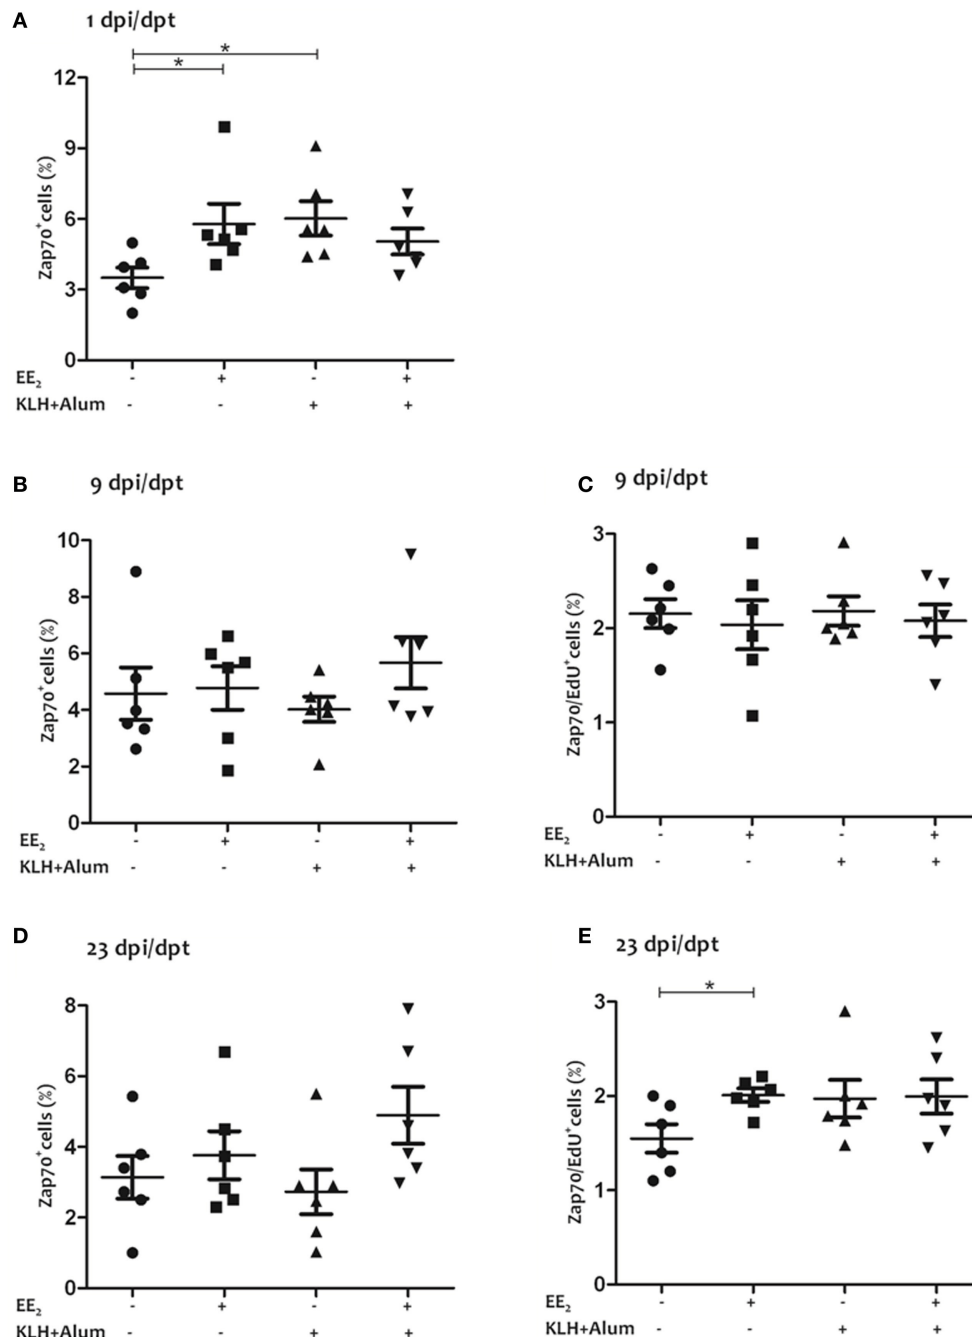 A 1 dpi/dpt
*
*
12
9
6
3
0
Zap70⁺cells (%)
EE₂ - + - +
KLH+Alum - - + +
B 9 dpi/dpt
10
8
6
4
2
0
Zap70⁺cells (%)
EE₂ - + - +
KLH+Alum - - + +
C 9 dpi/dpt
3
2
1
0
Zap70/EdU⁺cells (%)
EE₂ - + - +
KLH+Alum - - + +
D 23 dpi/dpt
8
6
4
2
0
Zap70⁺cells (%)
EE₂ - + - +
KLH+Alum - - + +
E 23 dpi/dpt
*
3
2
1
0
Zap70/EdU⁺cells (%)
EE₂ - + - +
KLH+Alum - - + +